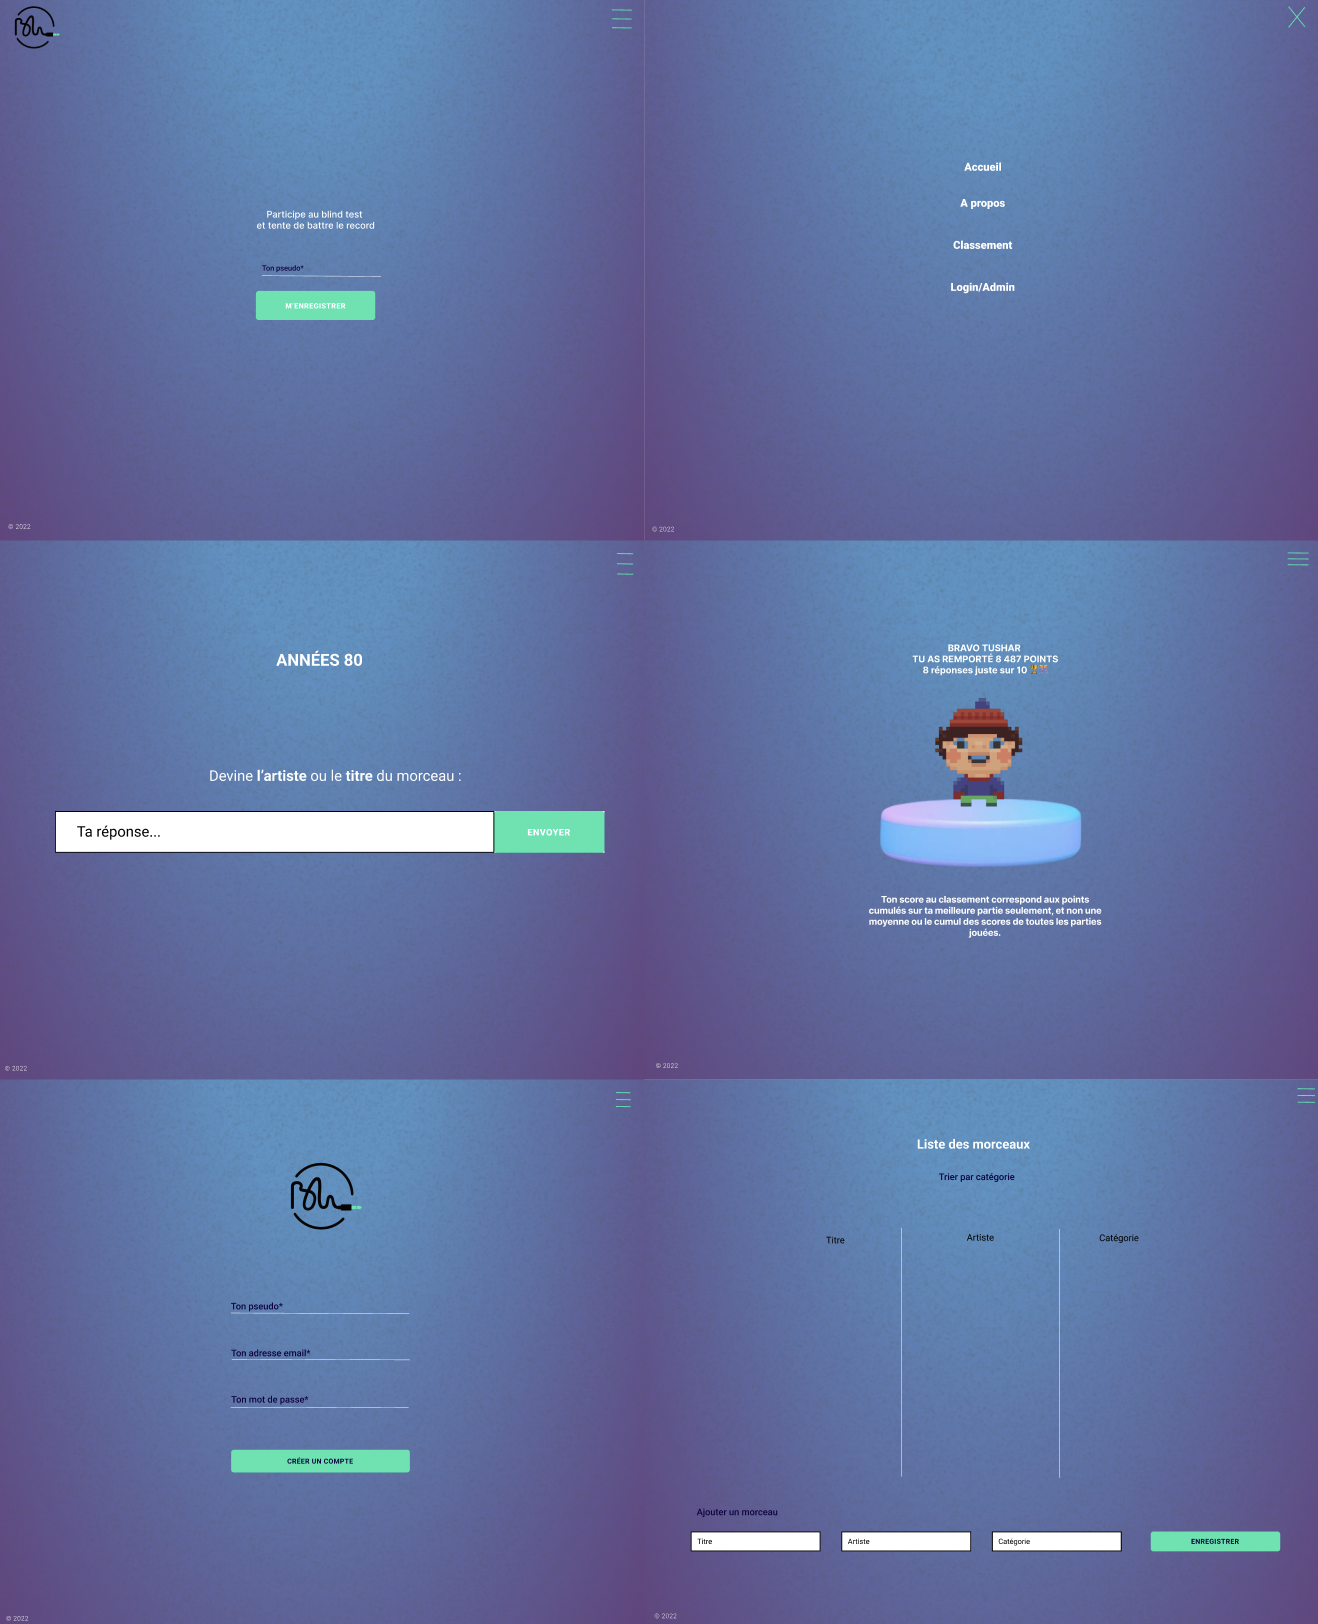 Participe au blind test
et tente de battre le record
Ton pseudo*
M'ENREGISTRER
© 2022
Accueil
A propos
Classement
Login/Admin
© 2022
ANNÉES 80
Devine l'artiste ou le titre du morceau :
Ta réponse...
ENVOYER
© 2022
BRAVO TUSHAR
TU AS REMPORTÉ 8 487 POINTS
8 réponses juste sur 10
Ton score au classement correspond aux points
cumulés sur ta meilleure partie seulement, et non une
moyenne ou le cumul des scores de toutes les parties
jouées.
© 2022
Ton pseudo*
Ton adresse email*
Ton mot de passe*
CRÉER UN COMPTE
© 2022
Liste des morceaux
Trier par catégorie
Titre
Artiste
Catégorie
Ajouter un morceau
Titre
Artiste
Catégorie
ENREGISTRER
© 2022